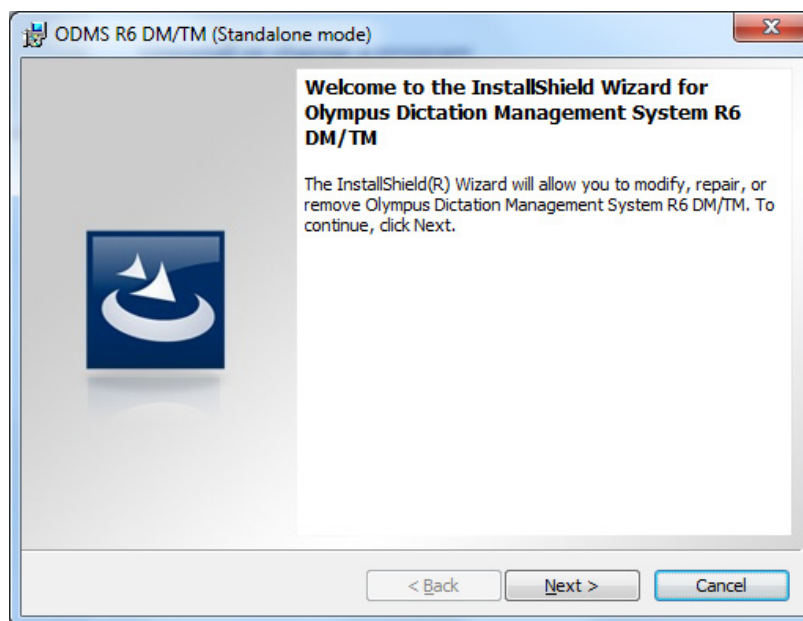 ODMS R6 DM/TM (Standalone mode)
Welcome to the InstallShield Wizard for
Olympus Dictation Management System R6
DM/TM
The InstallShield(R) Wizard will allow you to modify, repair, or
remove Olympus Dictation Management System R6 DM/TM. To
continue, click Next.
< Back
Next >
Cancel